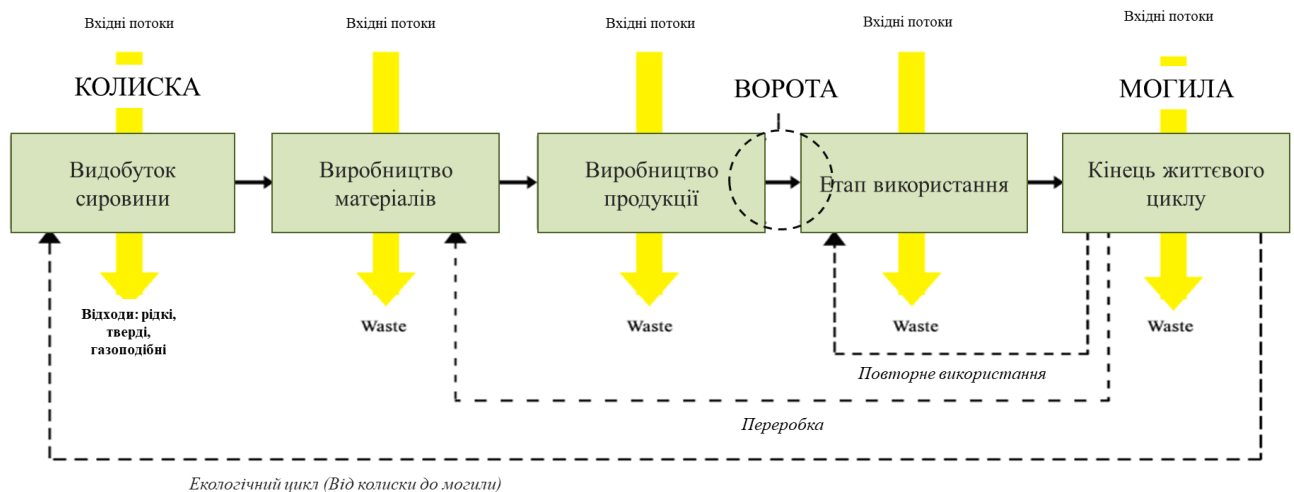 Вхідні потоки
Вхідні потоки
Вхідні потоки
Вхідні потоки
Вхідні потоки
КОЛИСКА
ВОРОТА
МОГИЛА
Видобуток
сировини
Виробництво
матеріалів
Виробництво
продукції
Етап використання
Кінець життєвого
циклу
Відходи: рідкі,
тверді,
газоподібні
Waste
Waste
Waste
Waste
Повторне використання
Переробка
Екологічний цикл (Від колиски до могили)